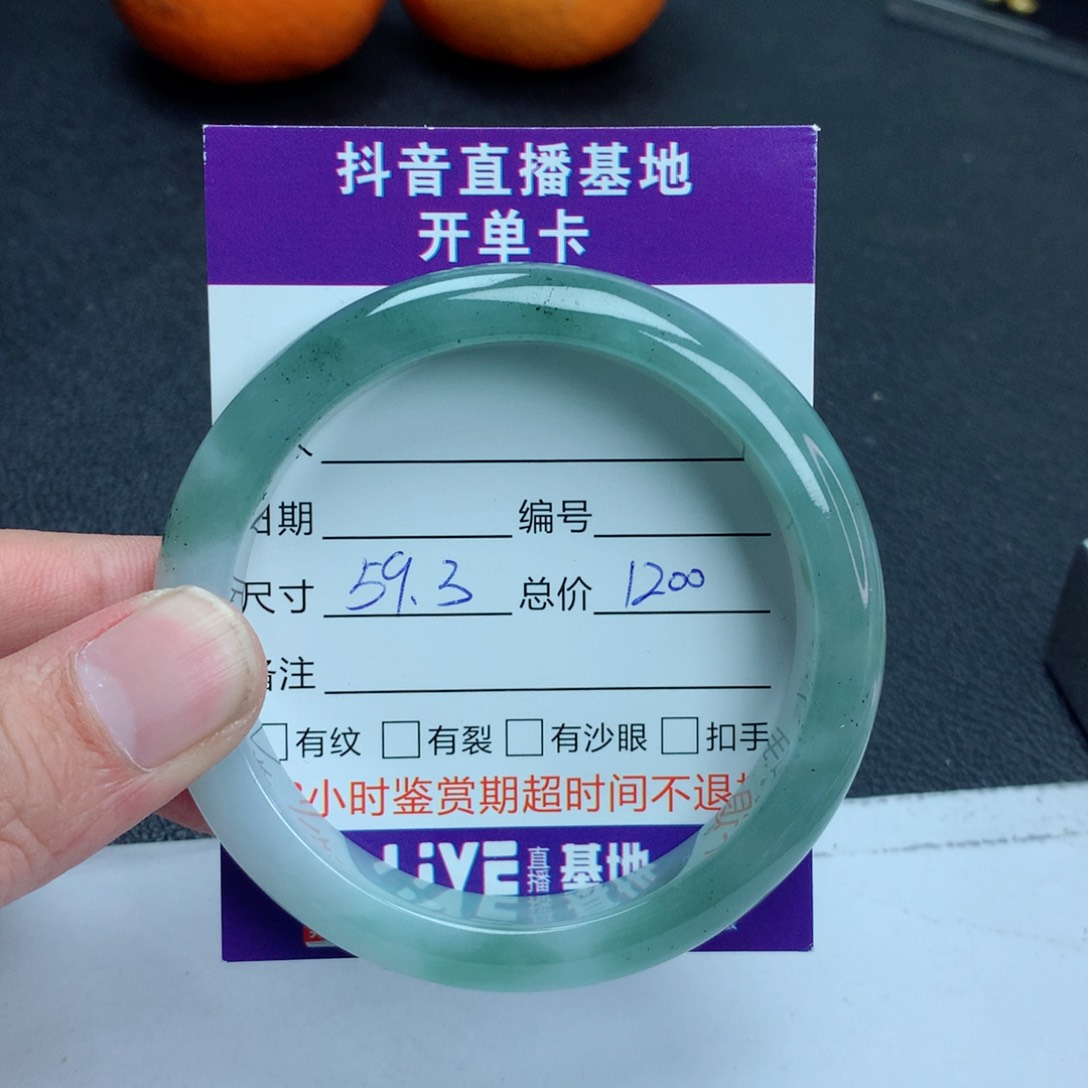 抖音直播基地
开单卡
日期 编号
尺寸 59.3 总价 1200
备注
有纹 有裂 有沙眼 扣手
小时鉴赏期超时间不退
LiVE 直播 基地